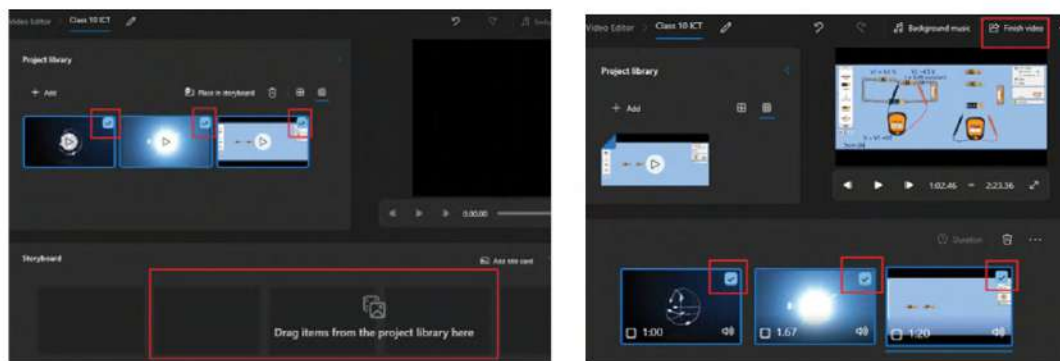 Video Editor
Class 10 ICT
Project library
+ Add
Place in storyboard
0:00.00
Storyboard
Add title card
Drag items from the project library here
Video Editor
Class 10 ICT
Background music
Finish video
Project library
+ Add
1:02.46
2:23.36
Duration
1:00
1.67
1:20